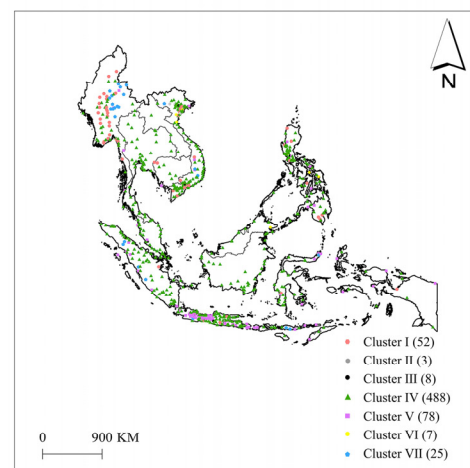 N
Cluster I (52)
Cluster II (3)
Cluster III (8)
Cluster IV (488)
Cluster V (78)
Cluster VI (7)
Cluster VII (25)
0 900 KM